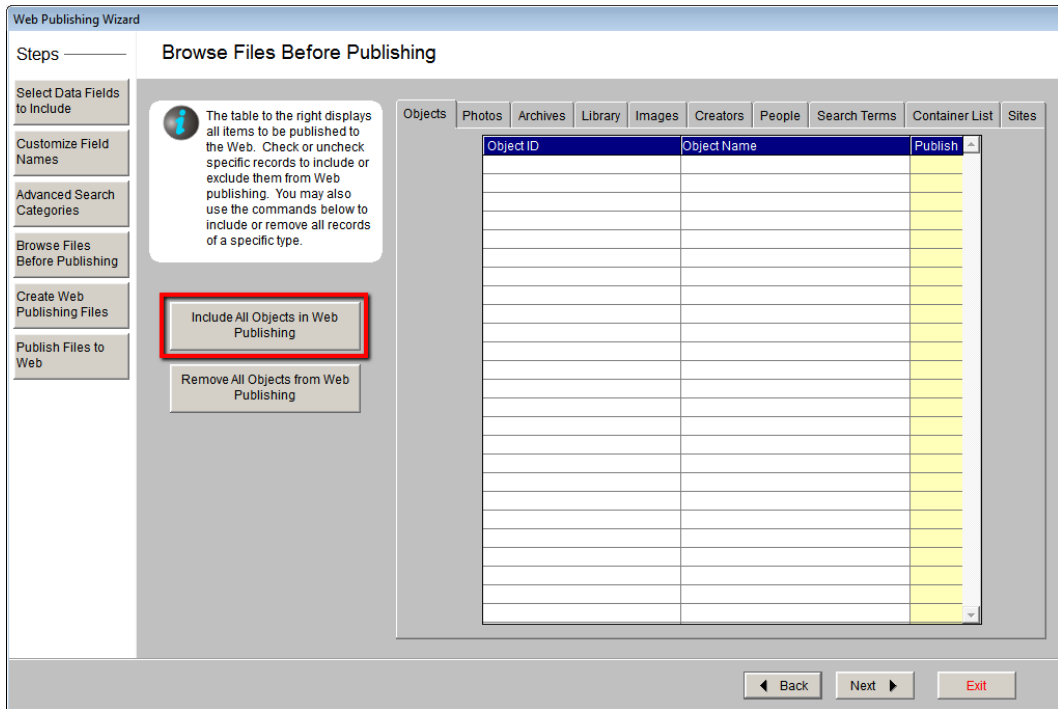 Web Publishing Wizard
Steps
Browse Files Before Publishing
Select Data Fields
to Include
Customize Field
Names
Advanced Search
Categories
Browse Files
Before Publishing
Create Web
Publishing Files
Publish Files to
Web
The table to the right displays
all items to be published to
the Web. Check or uncheck
specific records to include or
exclude them from Web
publishing. You may also
use the commands below to
include or remove all records
of a specific type.
Include All Objects in Web
Publishing
Remove All Objects from Web
Publishing
Objects Photos Archives Library Images Creators People Search Terms Container List Sites
Object ID Object Name Publish
Back Next Exit